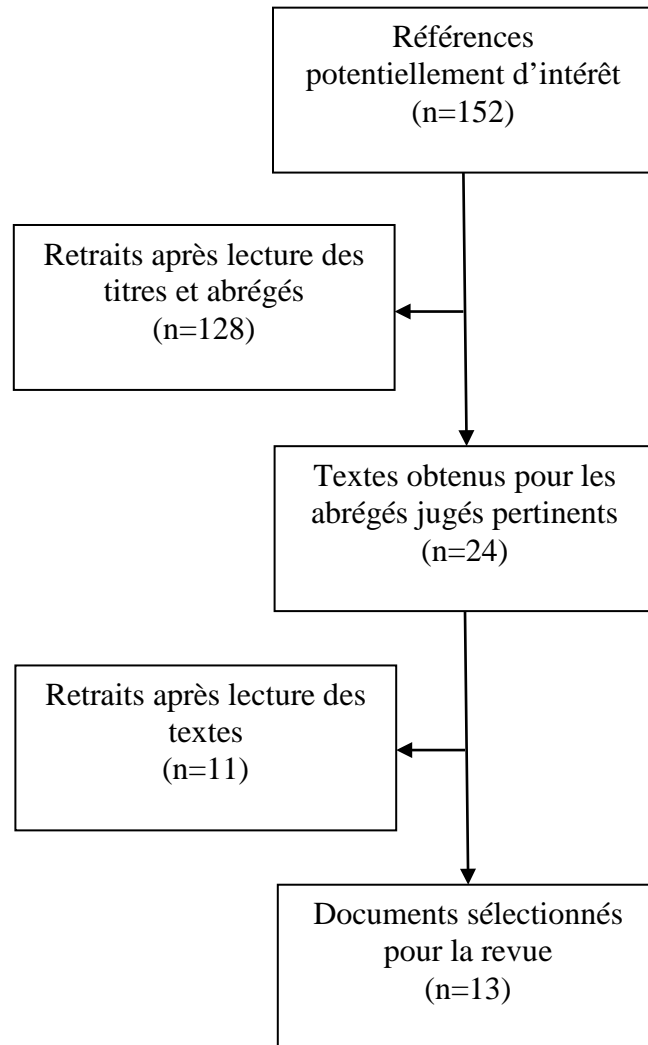 Références
potentiellement d’intérêt
(n=152)
Retraits après lecture des
titres et abrégés
(n=128)
Textes obtenus pour les
abrégés jugés pertinents
(n=24)
Retraits après lecture des
textes
(n=11)
Documents sélectionnés
pour la revue
(n=13)